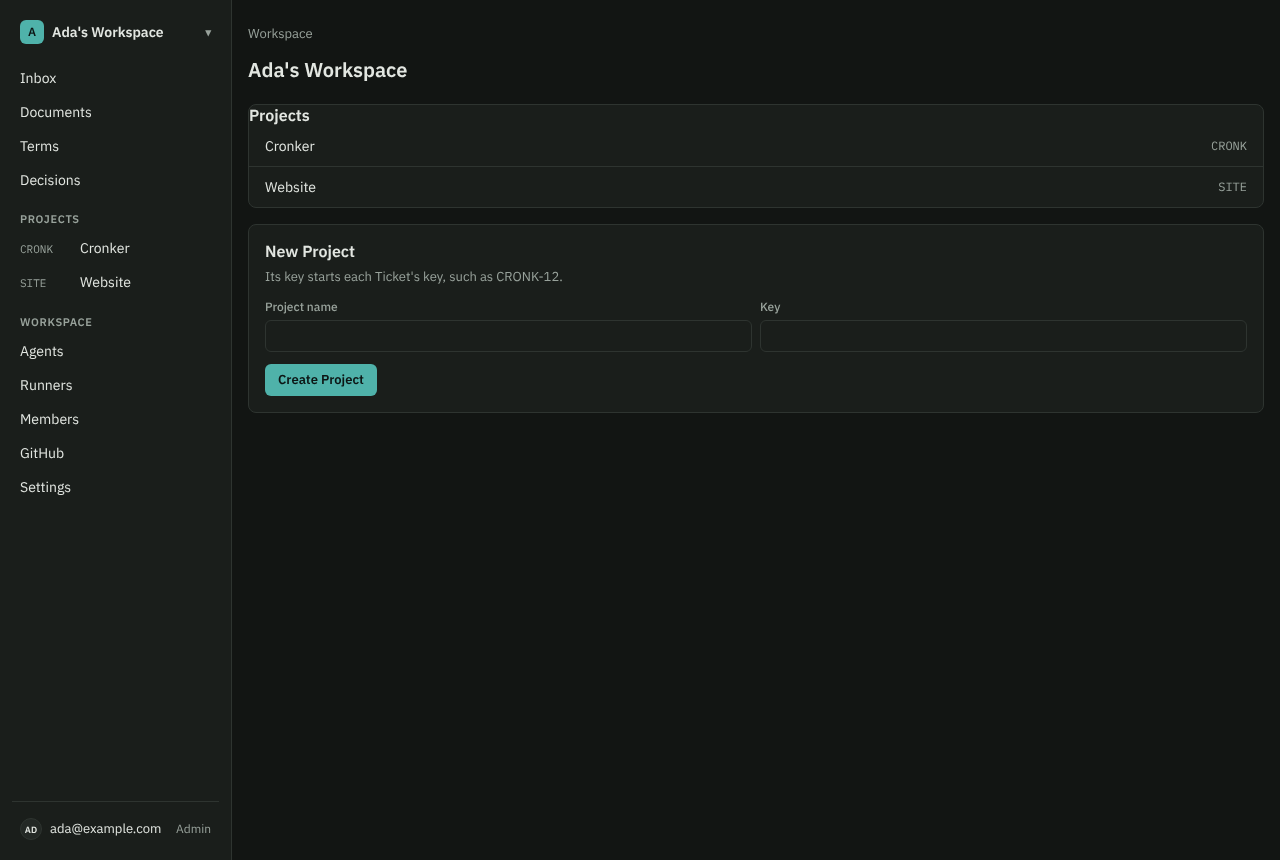 A Ada's Workspace ▾
Inbox
Documents
Terms
Decisions
PROJECTS
CRONK Cronker
SITE Website
WORKSPACE
Agents
Runners
Members
GitHub
Settings
AD ada@example.com Admin
Workspace
Ada's Workspace
Projects
Cronker CRONK
Website SITE
New Project
Its key starts each Ticket's key, such as CRONK-12.
Project name Key
Create Project